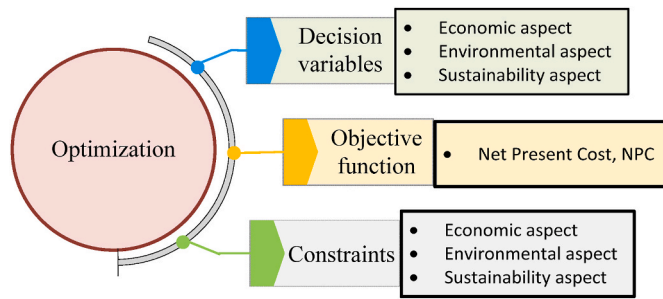 Optimization
Decision
variables
• Economic aspect
• Environmental aspect
• Sustainability aspect
Objective
function
• Net Present Cost, NPC
Constraints
• Economic aspect
• Environmental aspect
• Sustainability aspect